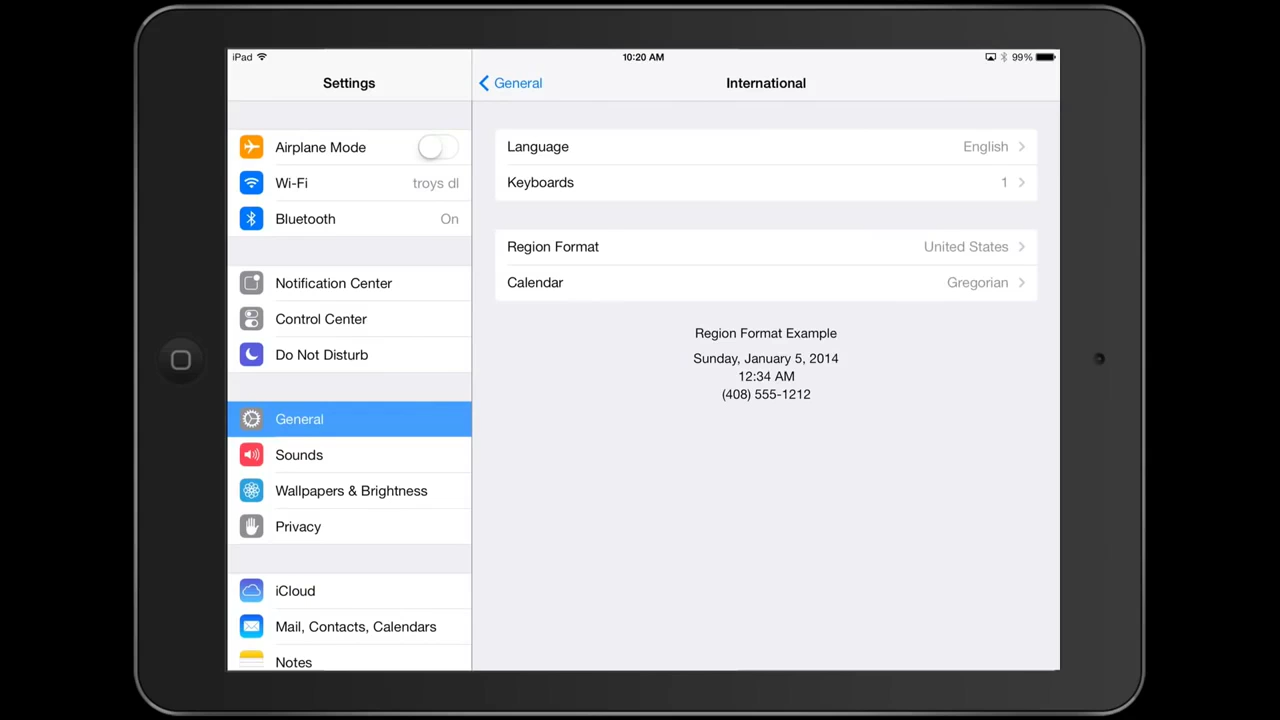 iPad
10:20 AM
99%
Settings
General
International
Airplane Mode
Wi-Fi
troys dl
Bluetooth
On
Notification Center
Control Center
Do Not Disturb
General
Sounds
Wallpapers & Brightness
Privacy
iCloud
Mail, Contacts, Calendars
Notes
Language
English
Keyboards
1
Region Format
United States
Calendar
Gregorian
Region Format Example
Sunday, January 5, 2014
12:34 AM
(408) 555-1212